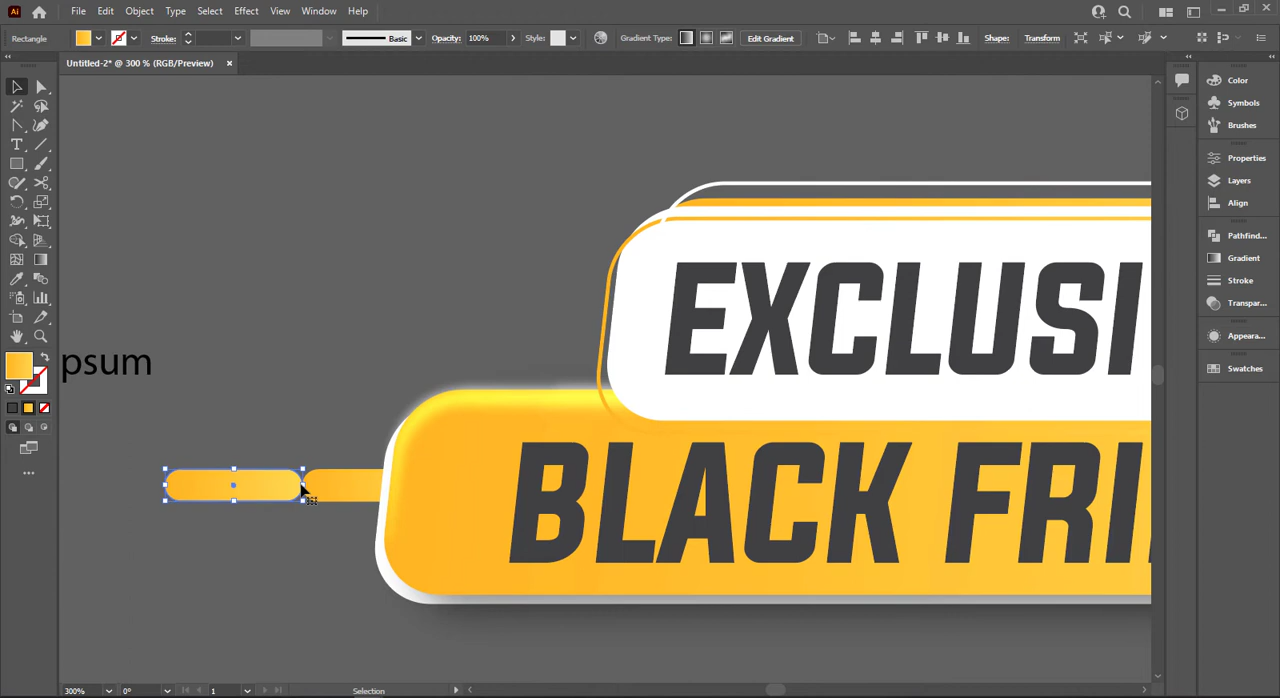 Ai File Edit Object Type Select Effect View Window Help
Rectangle Stroke: Basic Opacity: 100% Style: Gradient Type: Edit Gradient Shape: Transform
Untitled-2* @ 300 % (RGB/Preview) ×
Color
Symbols
Brushes
Properties
Layers
Align
Pathfind...
Gradient
Stroke
Transpar...
Appeara...
Swatches
EXCLUSI
psum
BLACK FRI
300% 0° 1 Selection